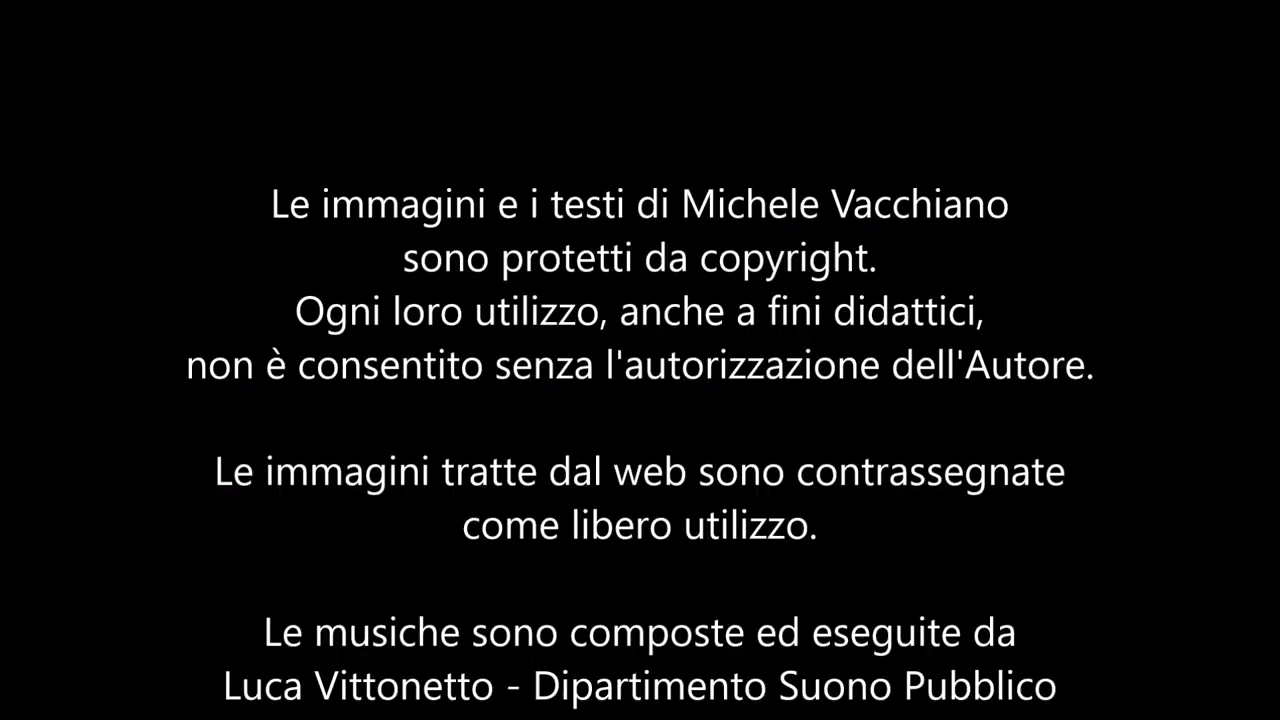 Le immagini e i testi di Michele Vacchiano
sono protetti da copyright.
Ogni loro utilizzo, anche a fini didattici,
non è consentito senza l'autorizzazione dell'Autore.
Le immagini tratte dal web sono contrassegnate
come libero utilizzo.
Le musiche sono composte ed eseguite da
Luca Vittonetto - Dipartimento Suono Pubblico